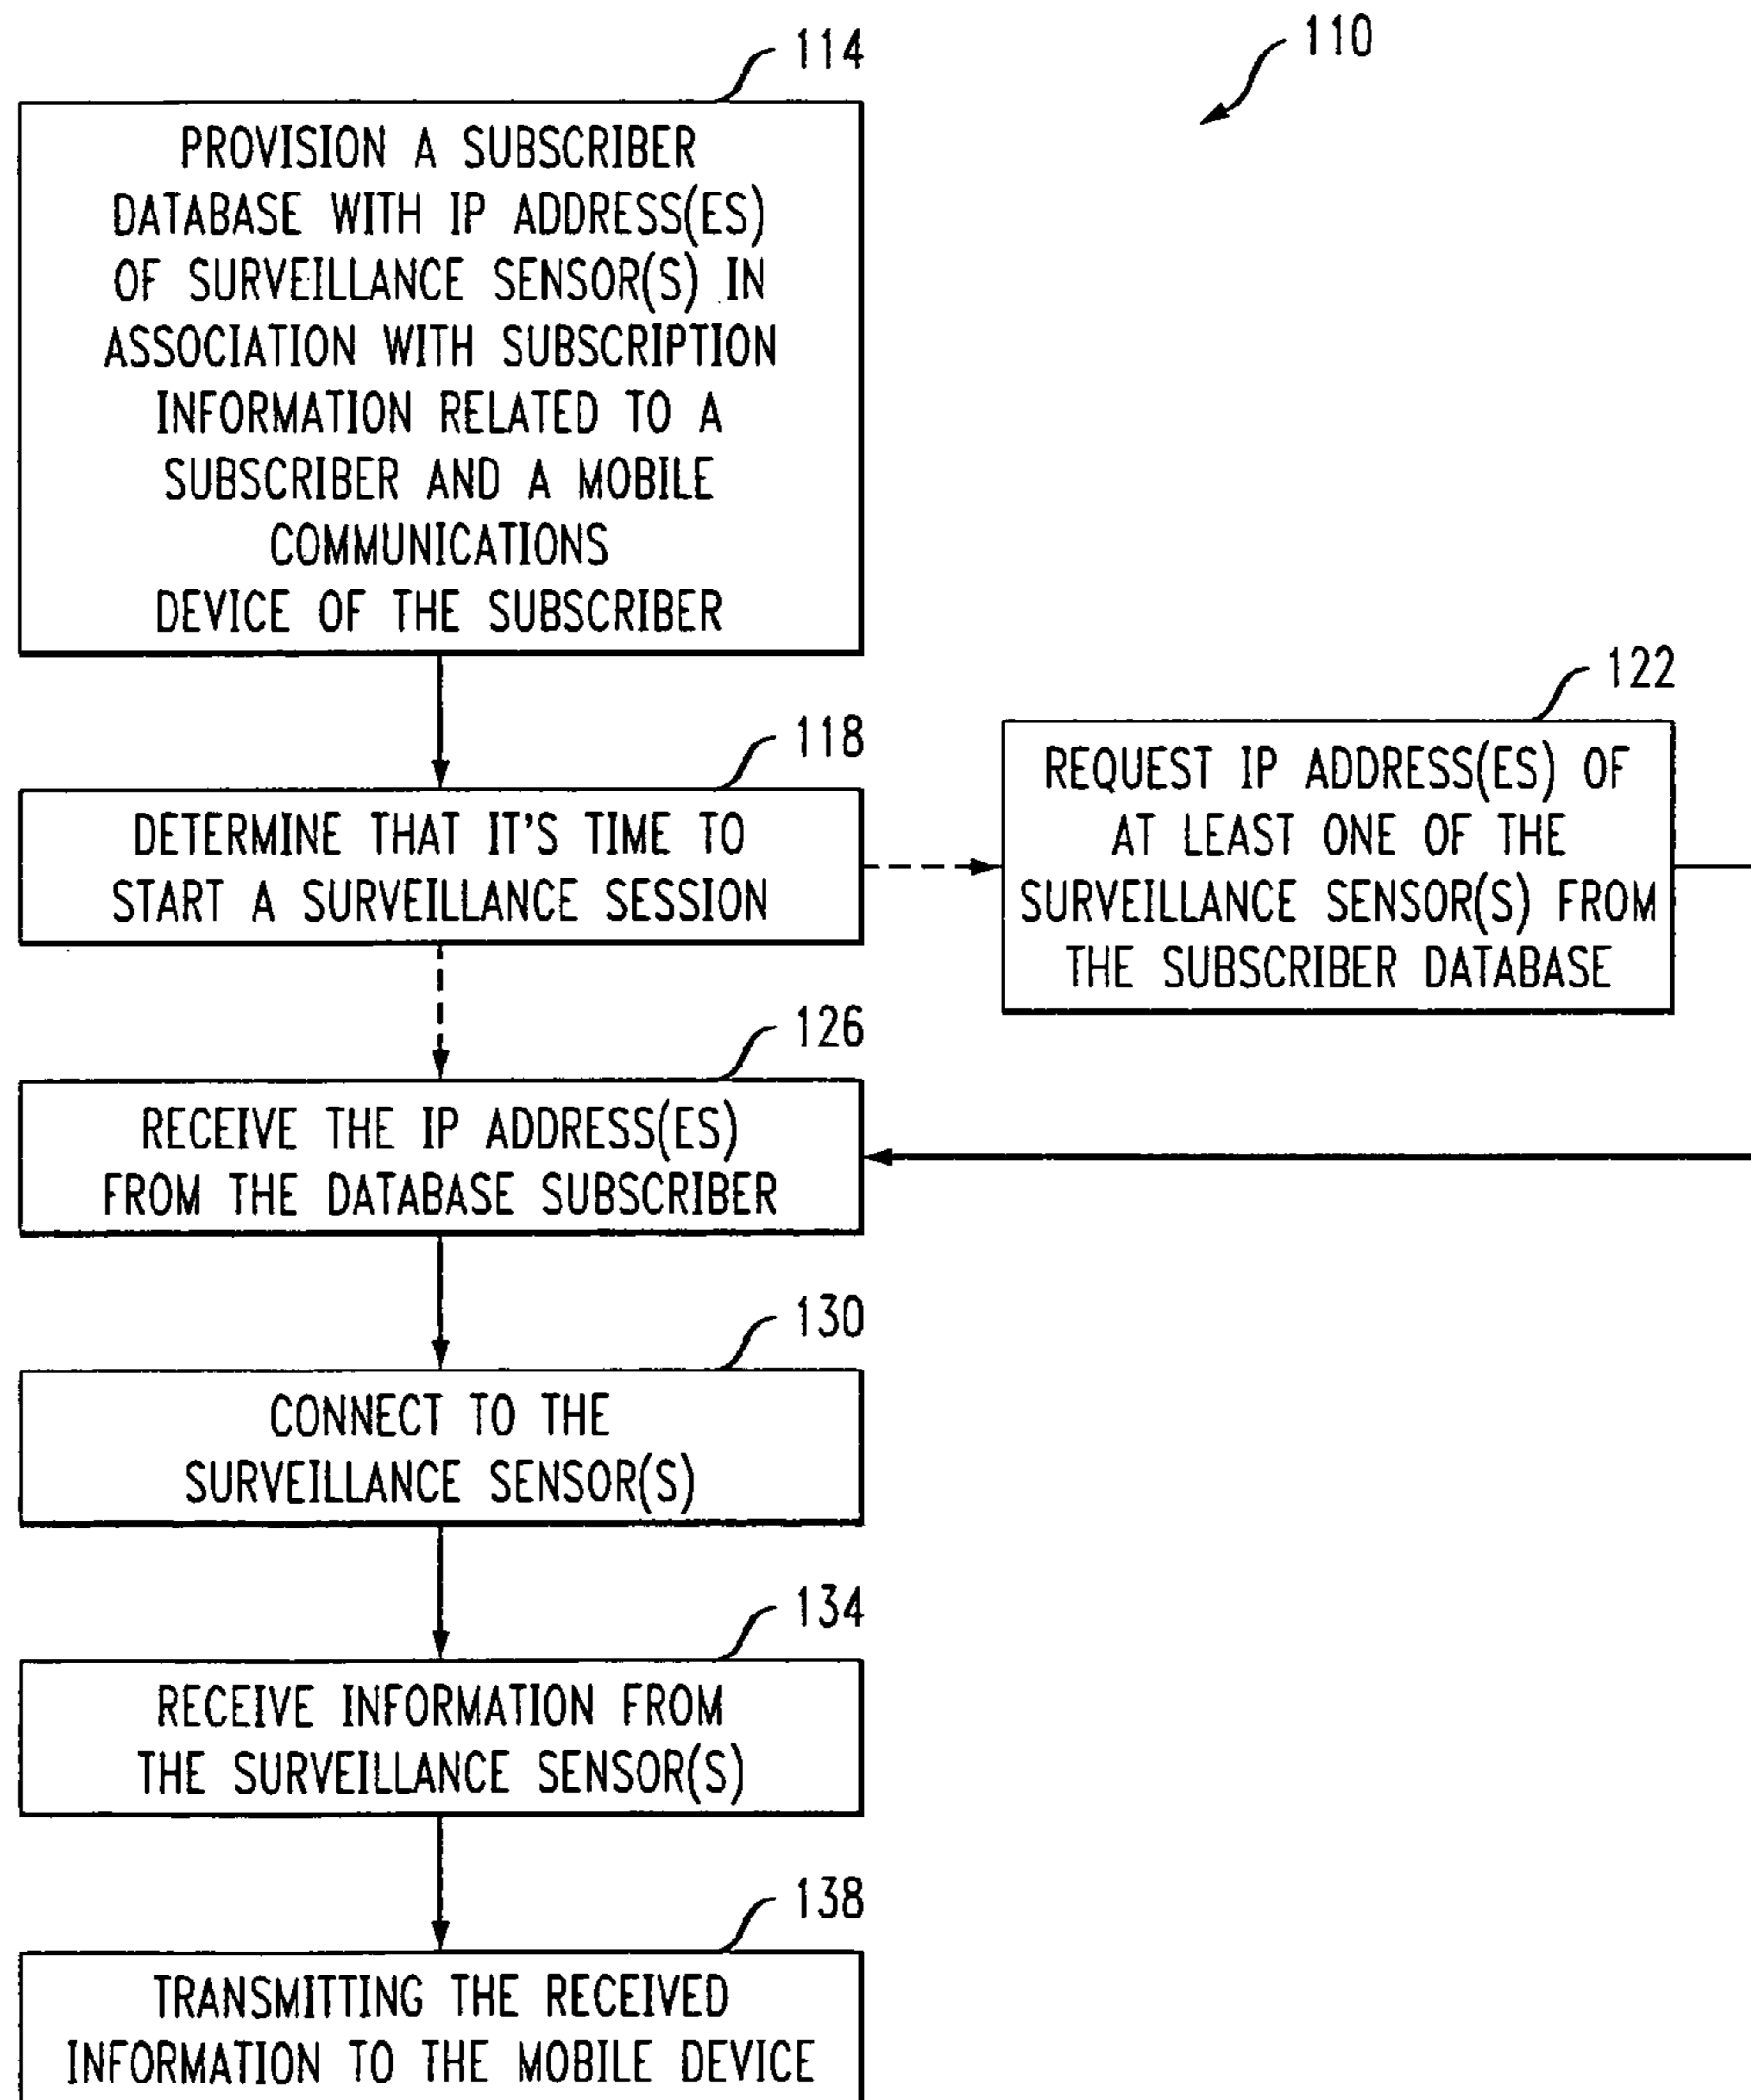 110
114
PROVISION A SUBSCRIBER
DATABASE WITH IP ADDRESS(ES)
OF SURVEILLANCE SENSOR(S) IN
ASSOCIATION WITH SUBSCRIPTION
INFORMATION RELATED TO A
SUBSCRIBER AND A MOBILE
COMMUNICATIONS
DEVICE OF THE SUBSCRIBER
118
DETERMINE THAT IT'S TIME TO
START A SURVEILLANCE SESSION
122
REQUEST IP ADDRESS(ES) OF
AT LEAST ONE OF THE
SURVEILLANCE SENSOR(S) FROM
THE SUBSCRIBER DATABASE
126
RECEIVE THE IP ADDRESS(ES)
FROM THE DATABASE SUBSCRIBER
130
CONNECT TO THE
SURVEILLANCE SENSOR(S)
134
RECEIVE INFORMATION FROM
THE SURVEILLANCE SENSOR(S)
138
TRANSMITTING THE RECEIVED
INFORMATION TO THE MOBILE DEVICE